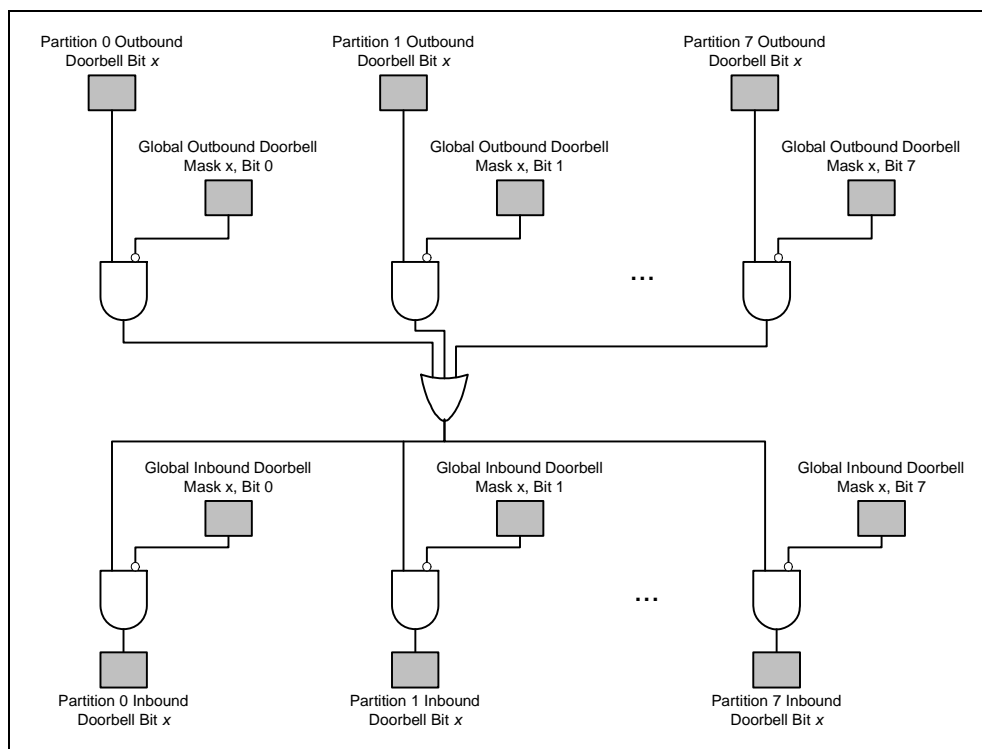 Partition 0 Outbound
Doorbell Bit x
Partition 1 Outbound
Doorbell Bit x
Partition 7 Outbound
Doorbell Bit x
Global Outbound Doorbell
Mask x, Bit 0
Global Outbound Doorbell
Mask x, Bit 1
Global Outbound Doorbell
Mask x, Bit 7
...
Global Inbound Doorbell
Mask x, Bit 0
Global Inbound Doorbell
Mask x, Bit 1
Global Inbound Doorbell
Mask x, Bit 7
...
Partition 0 Inbound
Doorbell Bit x
Partition 1 Inbound
Doorbell Bit x
Partition 7 Inbound
Doorbell Bit x